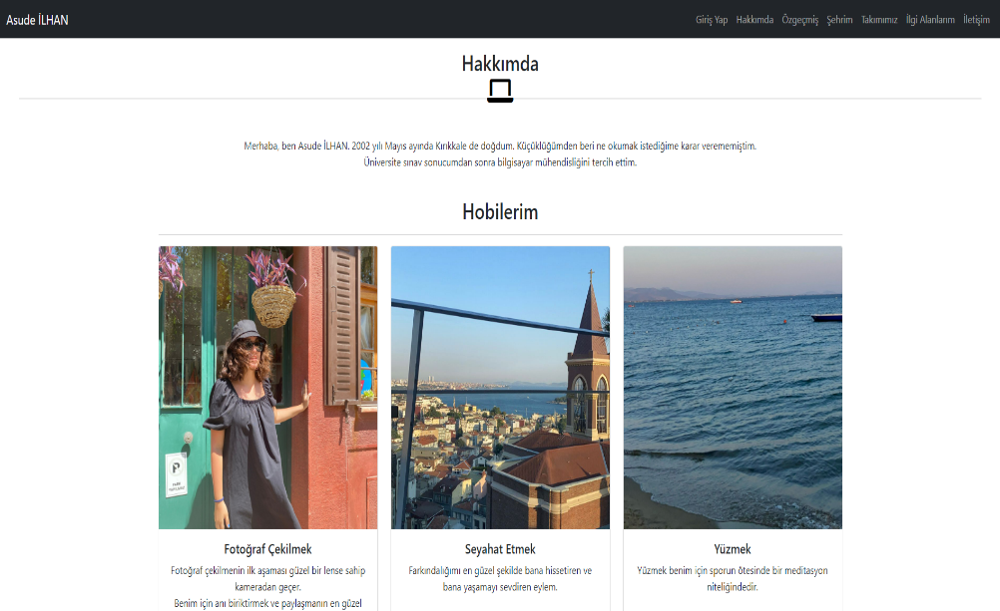 Asude İLHAN
Giriş Yap Hakkımda Özgeçmiş Şehrim Takımımız İlgi Alanlarım İletişim
Hakkımda
Merhaba, ben Asude İLHAN. 2002 yılı Mayıs ayında Kırıkkale de doğdum. Küçüklüğümden beri ne okumak istediğime karar verememiştim.
Üniversite sınav sonucumdan sonra bilgisayar mühendisliğini tercih ettim.
Hobilerim
Fotoğraf Çekilmek
Fotoğraf çekilmenin ilk aşaması güzel bir lense sahip
kameradan geçer.
Benim için anı biriktirmek ve paylaşmanın en güzel
Seyahat Etmek
Farkındalığımı en güzel şekilde bana hissetiren ve
bana yaşamayı sevdiren eylem.
Yüzmek
Yüzmek benim için sporun ötesinde bir meditasyon
niteliğindedir.